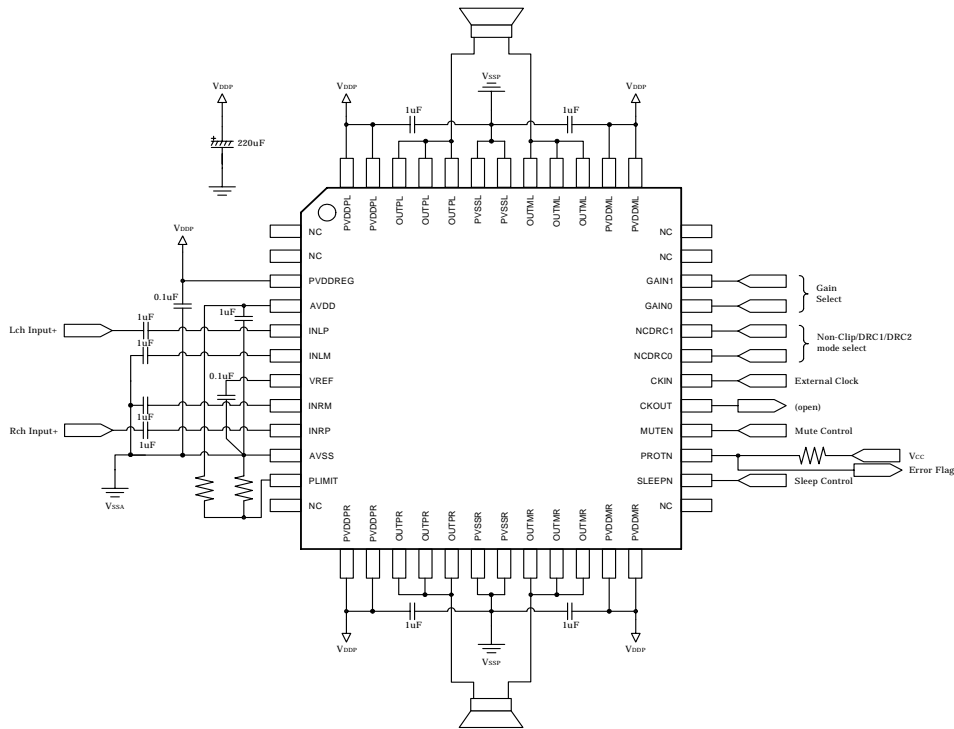 VDDP
220uF
VDDP
1uF
VSSP
1uF
VDDP
PVDDPL
PVDDPL
OUTPL
OUTPL
OUTPL
PVSSL
PVSSL
OUTML
OUTML
OUTML
PVDDML
PVDDML
VDDP
0.1uF
1uF
Lch Input+
1uF
1uF
0.1uF
1uF
Rch Input+
1uF
VSSA
NC
NC
PVDDREG
AVDD
INLP
INLM
VREF
INRM
INRP
AVSS
PLIMIT
NC
NC
NC
GAIN1
GAIN0
NCDRC1
NCDRC0
CKIN
CKOUT
MUTEN
PROTN
SLEEPN
NC
Gain
Select
Non-Clip/DRC1/DRC2
mode select
External Clock
(open)
Mute Control
Vcc
Error Flag
Sleep Control
PVDDPR
PVDDPR
OUTPR
OUTPR
OUTPR
PVSSR
PVSSR
OUTMR
OUTMR
OUTMR
PVDDMR
PVDDMR
1uF
1uF
VDDP
VSSP
VDDP